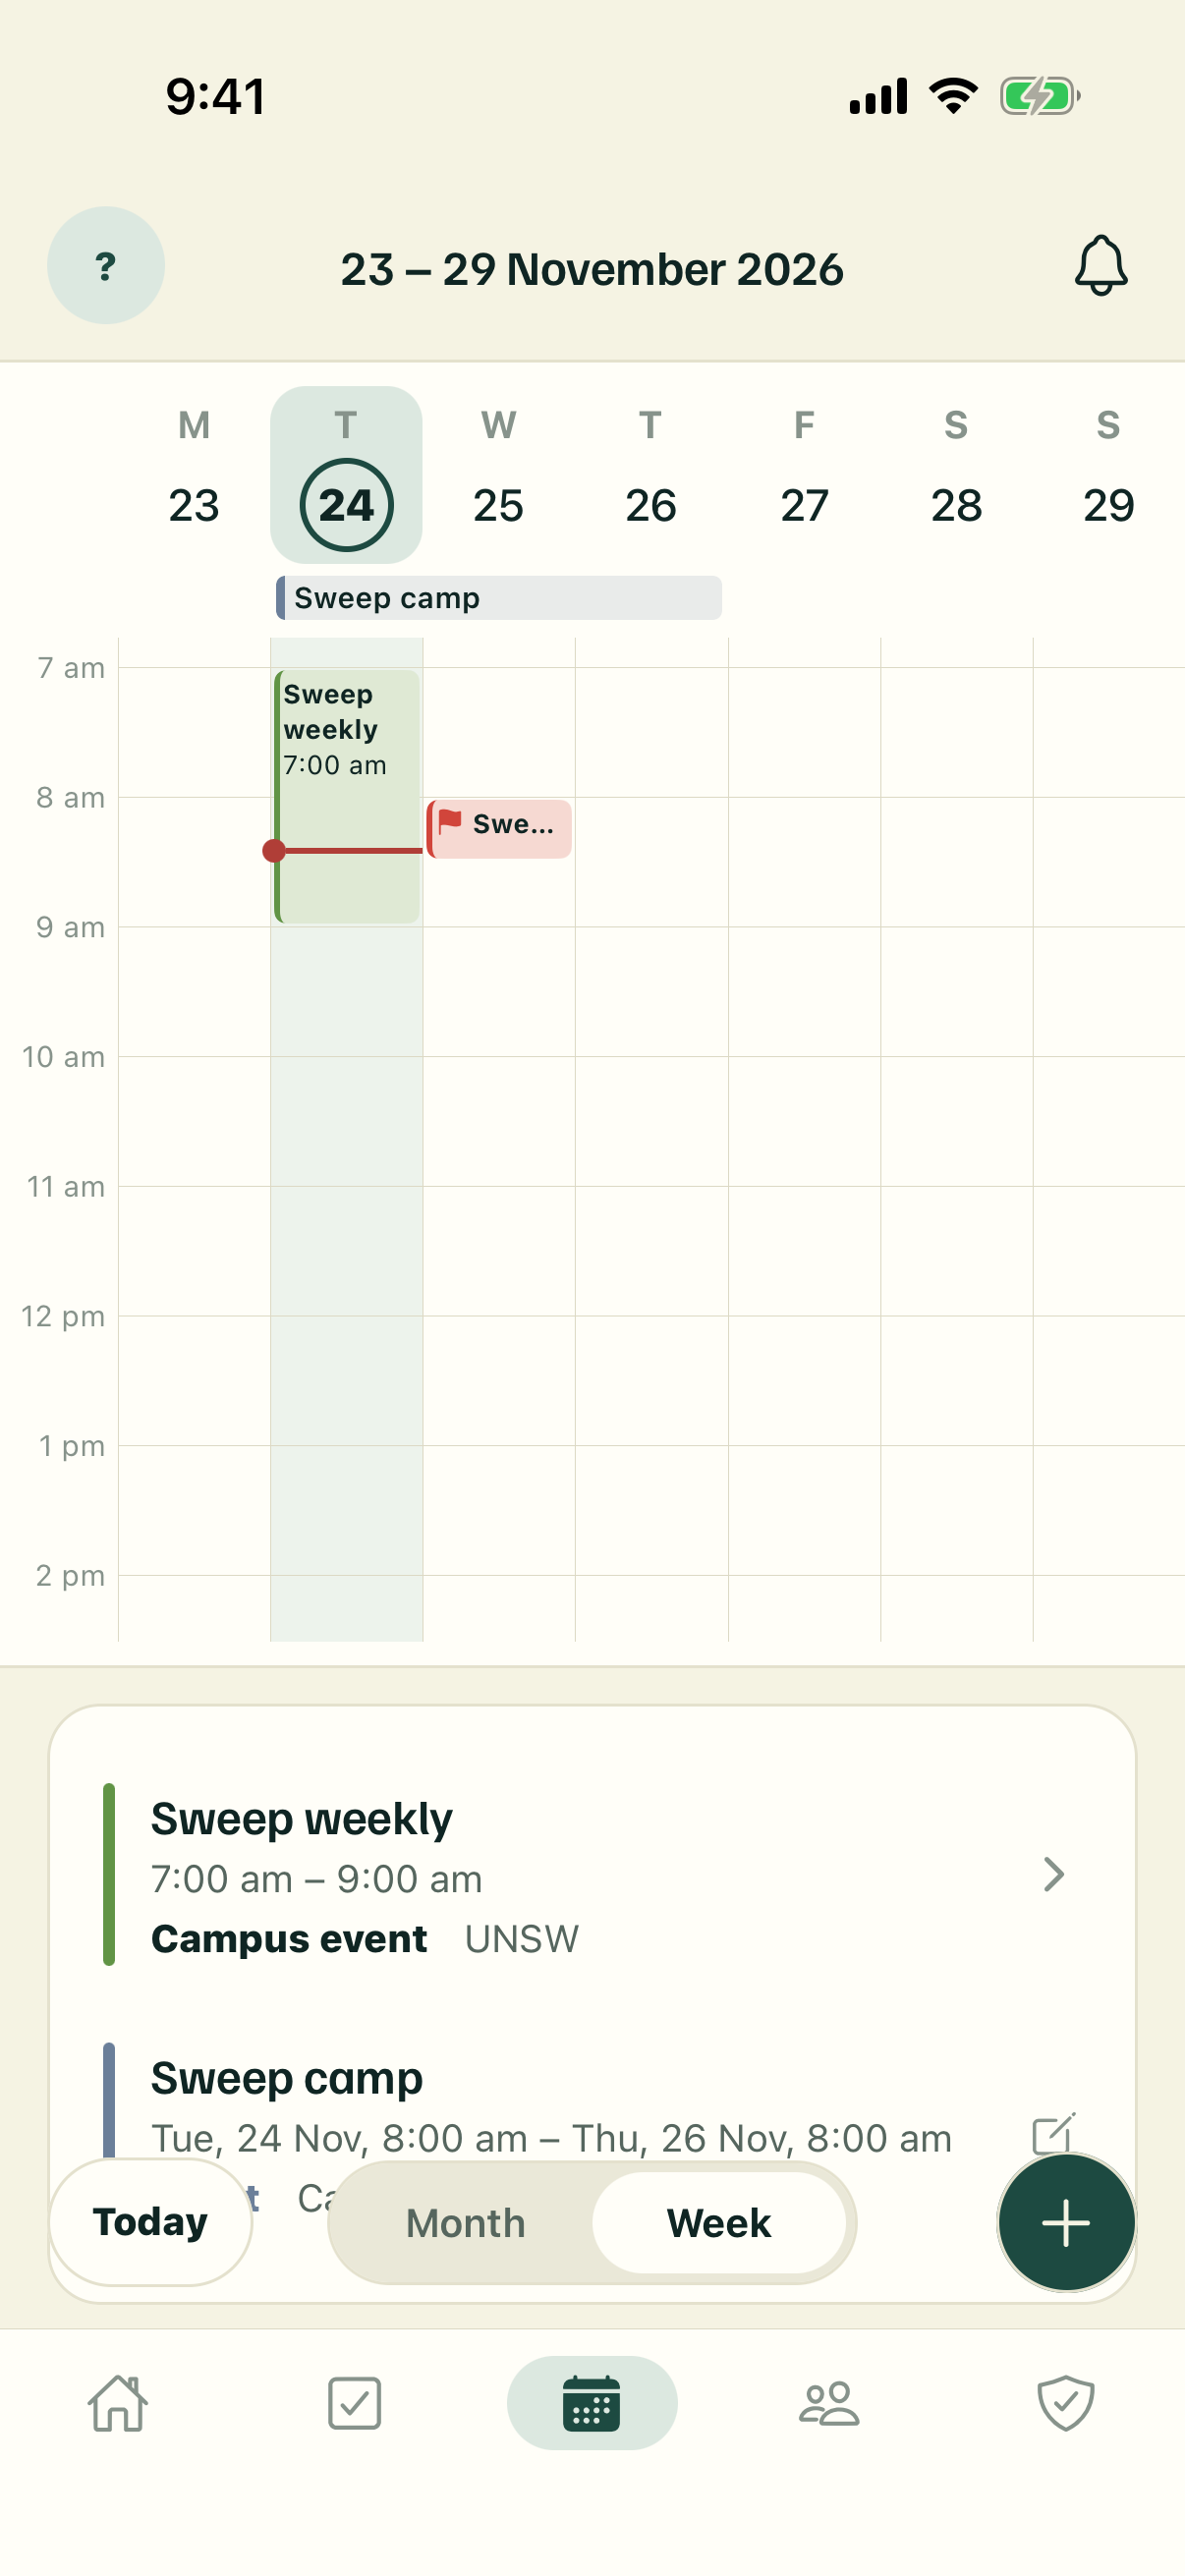 9:41
?
23 – 29 November 2026
M T W T F S S
23 24 25 26 27 28 29
Sweep camp
7 am
Sweep
weekly
7:00 am
8 am
Swe...
9 am
10 am
11 am
12 pm
1 pm
2 pm
Sweep weekly
7:00 am – 9:00 am
Campus event UNSW
Sweep camp
Tue, 24 Nov, 8:00 am – Thu, 26 Nov, 8:00 am
Today Month Week